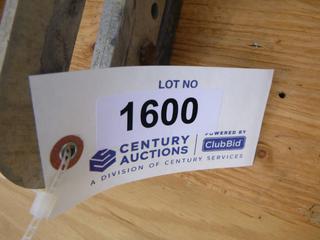 LOT NO
1600
CENTURY
AUCTIONS
POWERED BY
ClubBid
A DIVISION OF CENTURY SERVICES